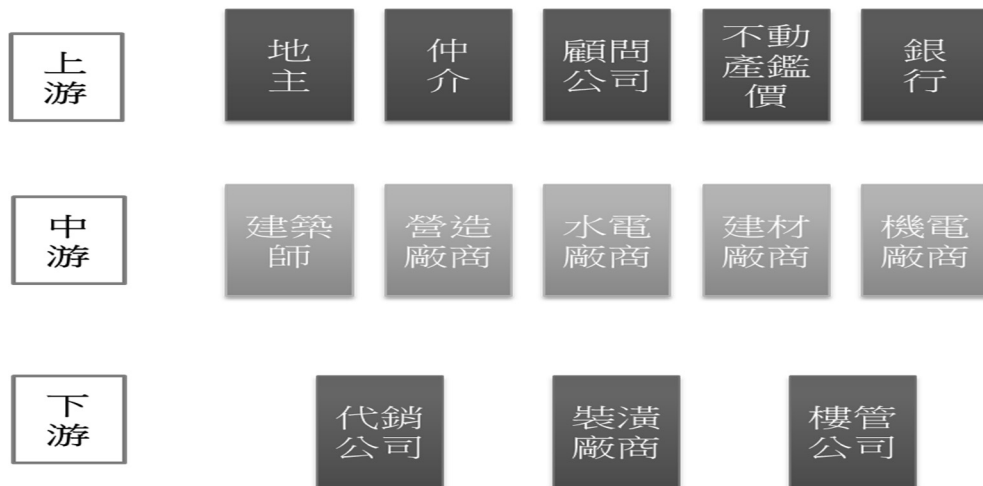 上
游
地
主
仲
介
顧問
公司
不動
產鑑
價
銀
行
中
游
建築
師
營造
廠商
水電
廠商
建材
廠商
機電
廠商
下
游
代銷
公司
裝潢
廠商
樓管
公司